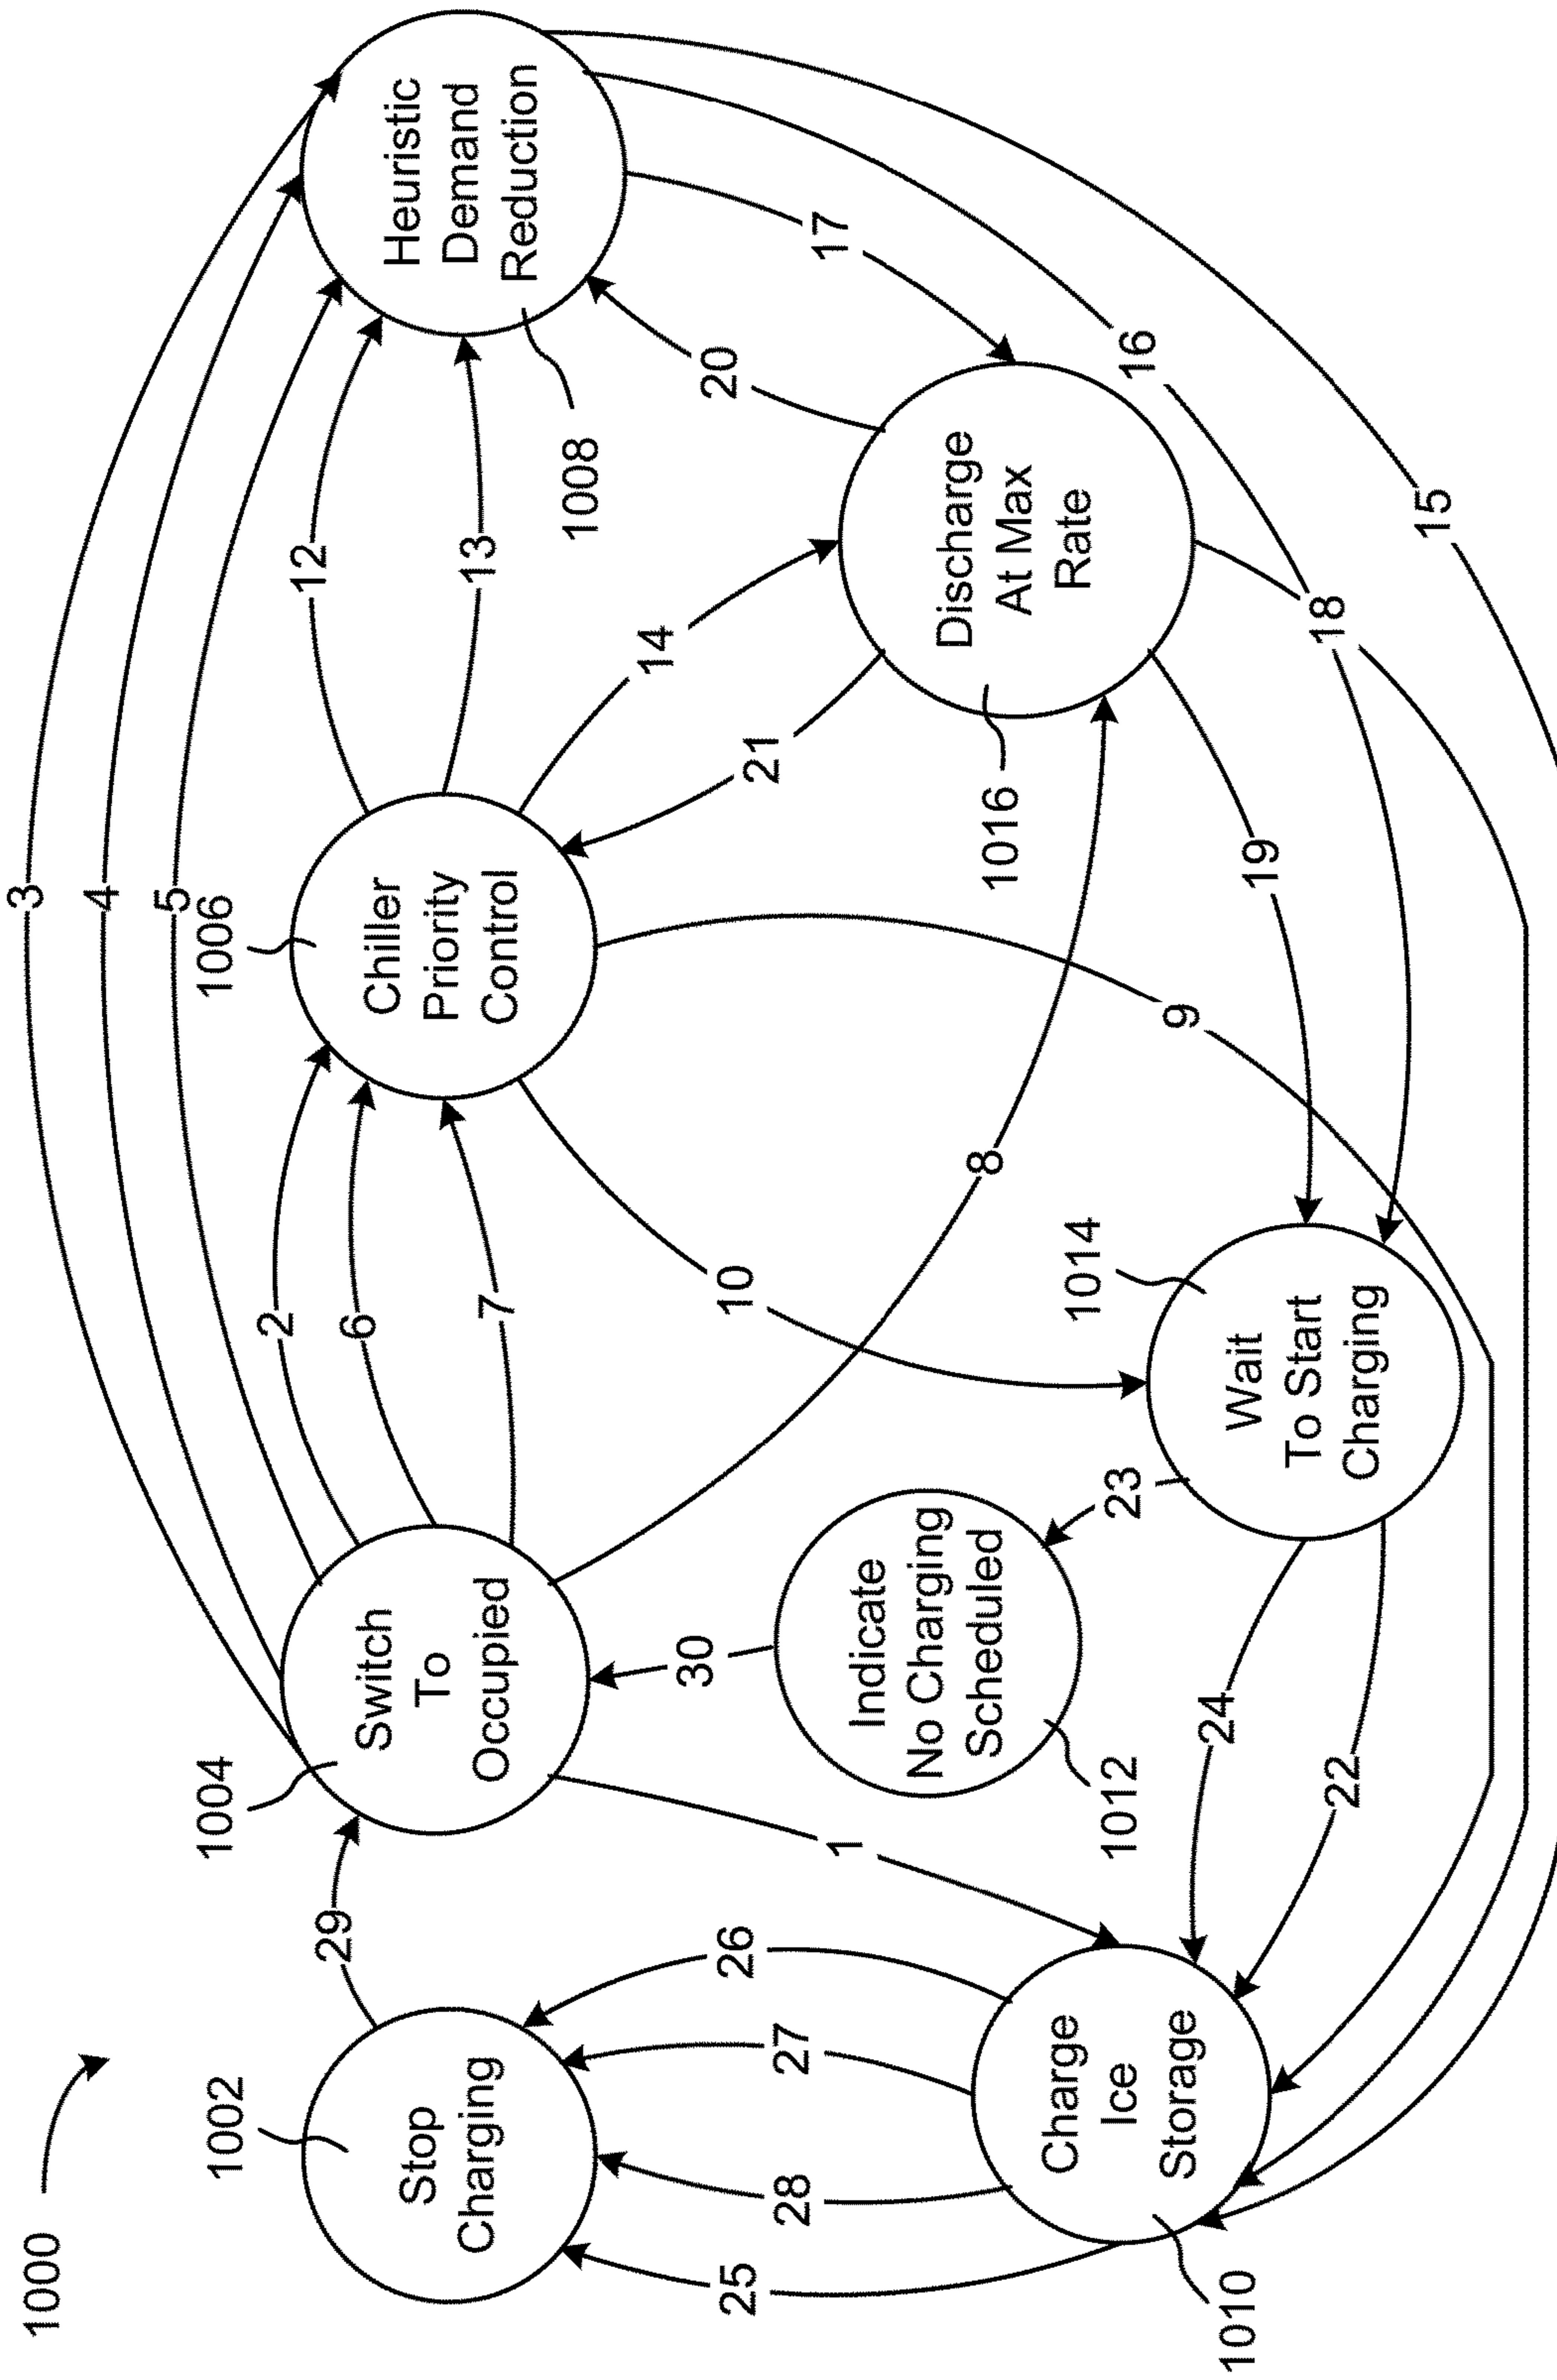 1000
1002
Stop
Charging
29
1004
Switch
To
Occupied
3
4
5
2
6
7
1006
Chiller
Priority
Control
12
13
14
21
Heuristic
Demand
Reduction
1008
20
17
16
15
Discharge
At Max
Rate
1016
18
19
8
9
10
1014
Wait
To Start
Charging
23
30
Indicate
No Charging
Scheduled
1012
24
22
1
26
27
28
25
Charge
Ice
Storage
1010